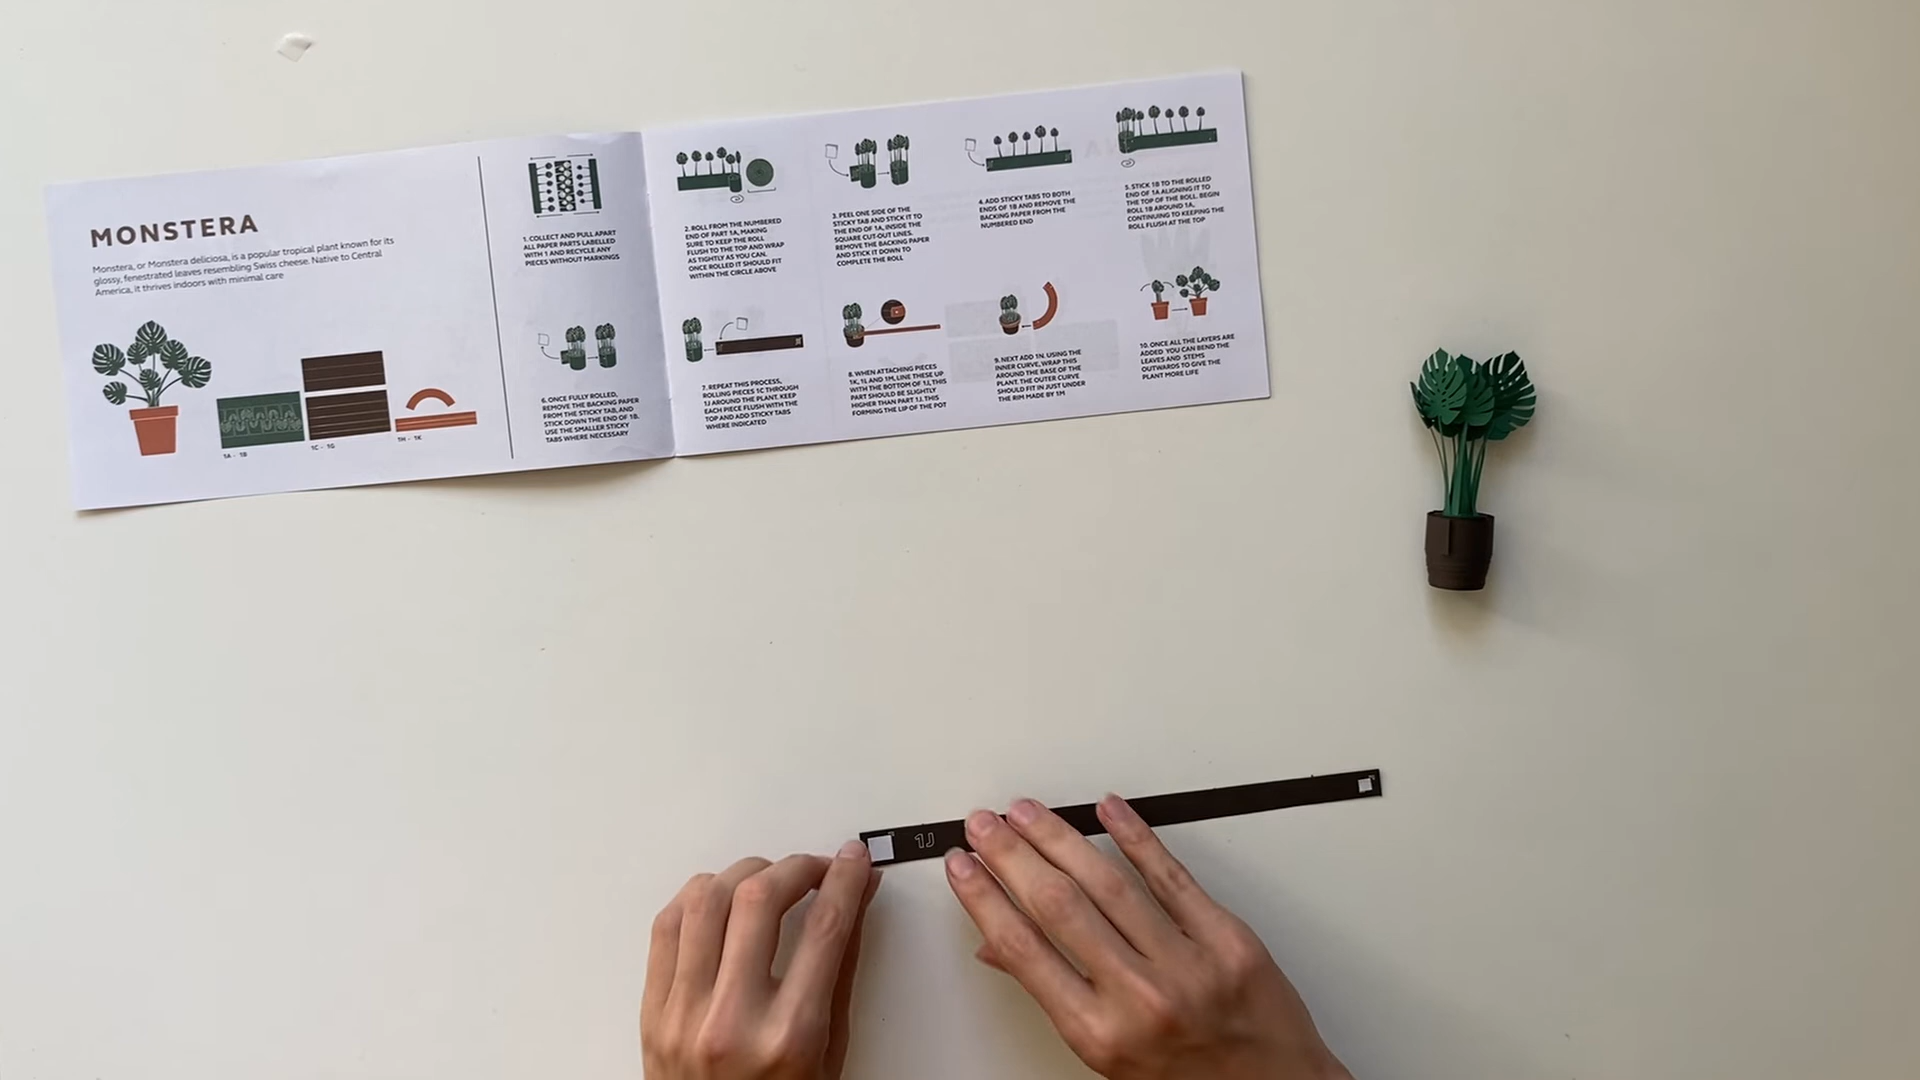 MONSTERA
Monstera, or Monstera deliciosa, is a popular tropical plant known for its
glossy, fenestrated leaves resembling Swiss cheese. Native to Central
America, it thrives indoors with minimal care
1A - 1B
1C - 1G
1H - 1K
1. COLLECT AND PULL APART
ALL PAPER PARTS LABELLED
WITH 1 AND RECYCLE ANY
PIECES WITHOUT MARKINGS
2. ROLL FROM THE NUMBERED
END OF PART 1A, MAKING
SURE TO KEEP THE ROLL
FLUSH TO THE TOP AND WRAP
AS TIGHTLY AS YOU CAN.
ONCE ROLLED IT SHOULD FIT
WITHIN THE CIRCLE ABOVE
3. PEEL ONE SIDE OF THE
STICKY TAB AND STICK IT TO
THE END OF 1A, INSIDE THE
SQUARE CUT-OUT LINES.
REMOVE THE BACKING PAPER
AND STICK IT DOWN TO
COMPLETE THE ROLL
4. ADD STICKY TABS TO BOTH
ENDS OF 1B AND REMOVE THE
BACKING PAPER FROM THE
NUMBERED END
5. STICK 1B TO THE ROLLED
END OF 1A ALIGNING IT TO
THE TOP OF THE ROLL. BEGIN
ROLL 1B AROUND 1A,
CONTINUING TO KEEPING THE
ROLL FLUSH AT THE TOP
6. ONCE FULLY ROLLED,
REMOVE THE BACKING PAPER
FROM THE STICKY TAB, AND
STICK DOWN THE END OF 1B.
USE THE SMALLER STICKY
TABS WHERE NECESSARY
7. REPEAT THIS PROCESS,
ROLLING PIECES 1C THROUGH
1J AROUND THE PLANT. KEEP
EACH PIECE FLUSH WITH THE
TOP AND ADD STICKY TABS
WHERE INDICATED
8. WHEN ATTACHING PIECES
1K, 1L AND 1M, LINE THESE UP
WITH THE BOTTOM OF 1J, THIS
SHOULD BE SLIGHTLY
HIGHER THAN PART 1J. THIS
FORMING THE LIP OF THE POT
9. NEXT ADD 1N. USING THE
INNER CURVE, WRAP THIS
AROUND THE BASE OF THE
PLANT. THE OUTER CURVE
SHOULD FIT IN JUST UNDER
THE RIM MADE BY 1M
10. ONCE ALL THE LAYERS ARE
ADDED YOU CAN BEND THE
LEAVES AND STEMS
OUTWARDS TO GIVE THE
PLANT MORE LIFE
1J